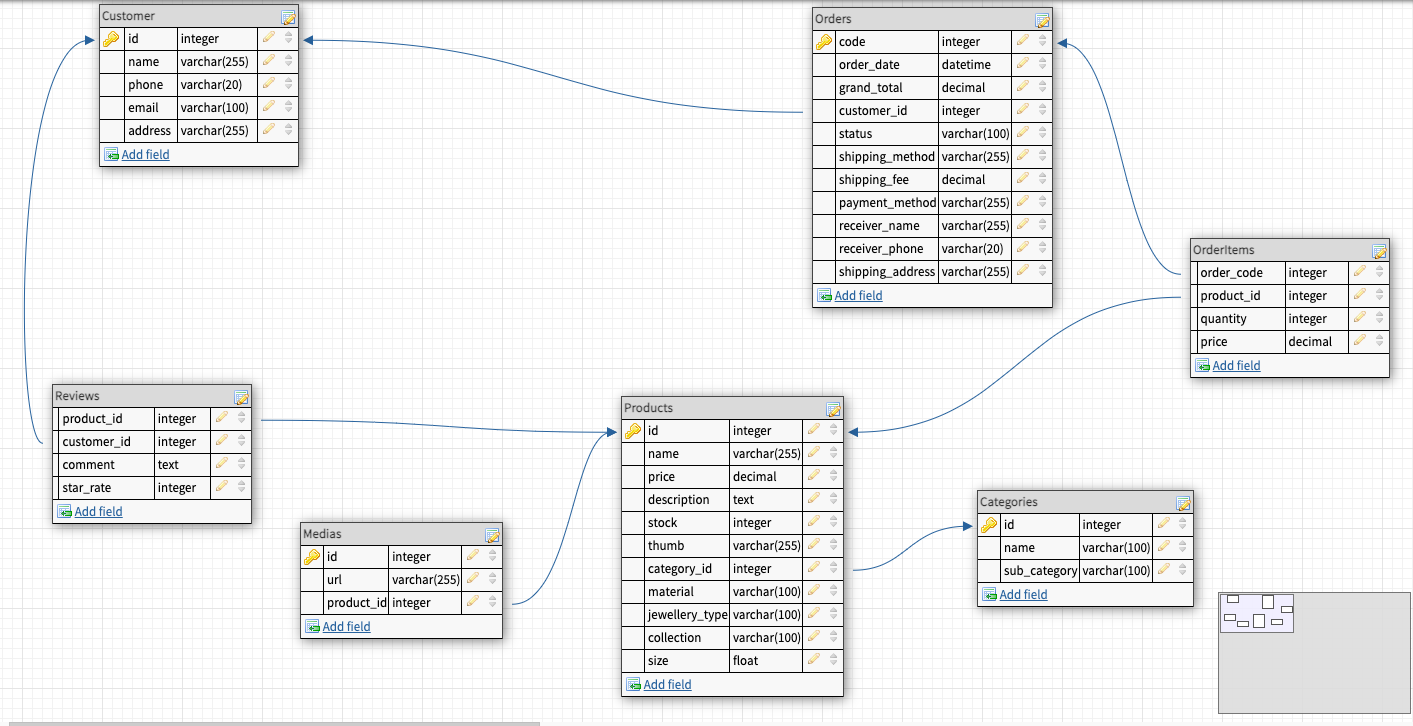 Customer
id integer
name varchar(255)
phone varchar(20)
email varchar(100)
address varchar(255)
Add field
Orders
code integer
order_date datetime
grand_total decimal
customer_id integer
status varchar(100)
shipping_method varchar(255)
shipping_fee decimal
payment_method varchar(255)
receiver_name varchar(255)
receiver_phone varchar(20)
shipping_address varchar(255)
Add field
OrderItems
order_code integer
product_id integer
quantity integer
price decimal
Add field
Reviews
product_id integer
customer_id integer
comment text
star_rate integer
Add field
Medias
id integer
url varchar(255)
product_id integer
Add field
Products
id integer
name varchar(255)
price decimal
description text
stock integer
thumb varchar(255)
category_id integer
material varchar(100)
jewellery_type varchar(100)
collection varchar(100)
size float
Add field
Categories
id integer
name varchar(100)
sub_category varchar(100)
Add field